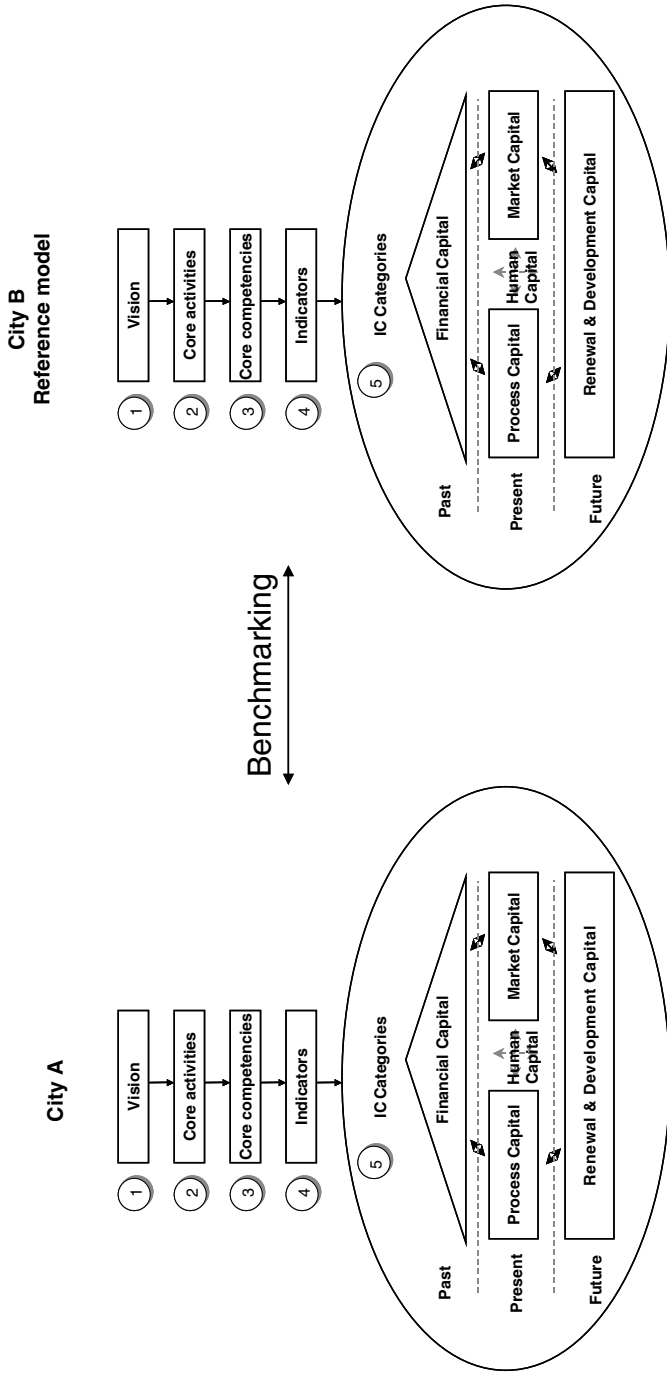 City A
1
Vision
2
Core activities
3
Core competencies
4
Indicators
5
IC Categories
Past
Financial Capital
Present
Process Capital
Human
Capital
Market Capital
Future
Renewal & Development Capital
Benchmarking
City B
Reference model
1
Vision
2
Core activities
3
Core competencies
4
Indicators
5
IC Categories
Past
Financial Capital
Present
Process Capital
Human
Capital
Market Capital
Future
Renewal & Development Capital